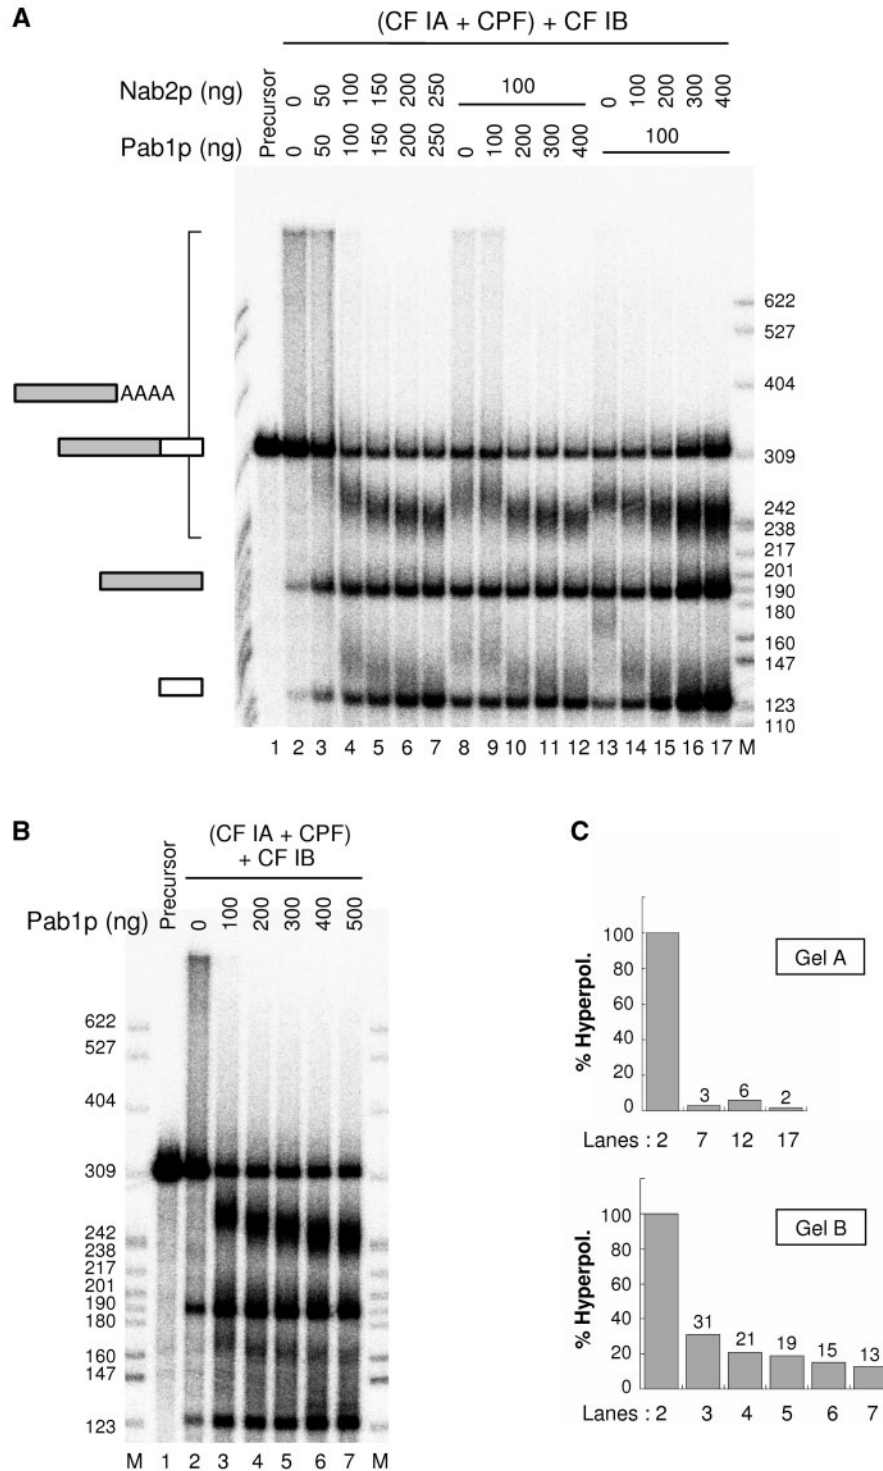 A
(CF IA + CPF) + CF IB
Precursor
Nab2p (ng) 0 50 100 150 200 250 100 0 100 200 300 400
Pab1p (ng) 0 50 100 150 200 250 0 100 200 300 400 100
622
527
404
AAAA
309
242
238
217
201
190
180
160
147
123
110
1 2 3 4 5 6 7 8 9 10 11 12 13 14 15 16 17 M
B
(CF IA + CPF)
+ CF IB
Precursor
Pab1p (ng) 0 100 200 300 400 500
622
527
404
309
242
238
217
201
190
180
160
147
123
M 1 2 3 4 5 6 7 M
C
% Hyperpol.
Gel A
100
80
60
40
20
0
3 6 2
Lanes : 2 7 12 17
% Hyperpol.
Gel B
100
80
60
40
20
0
31 21 19 15 13
Lanes : 2 3 4 5 6 7